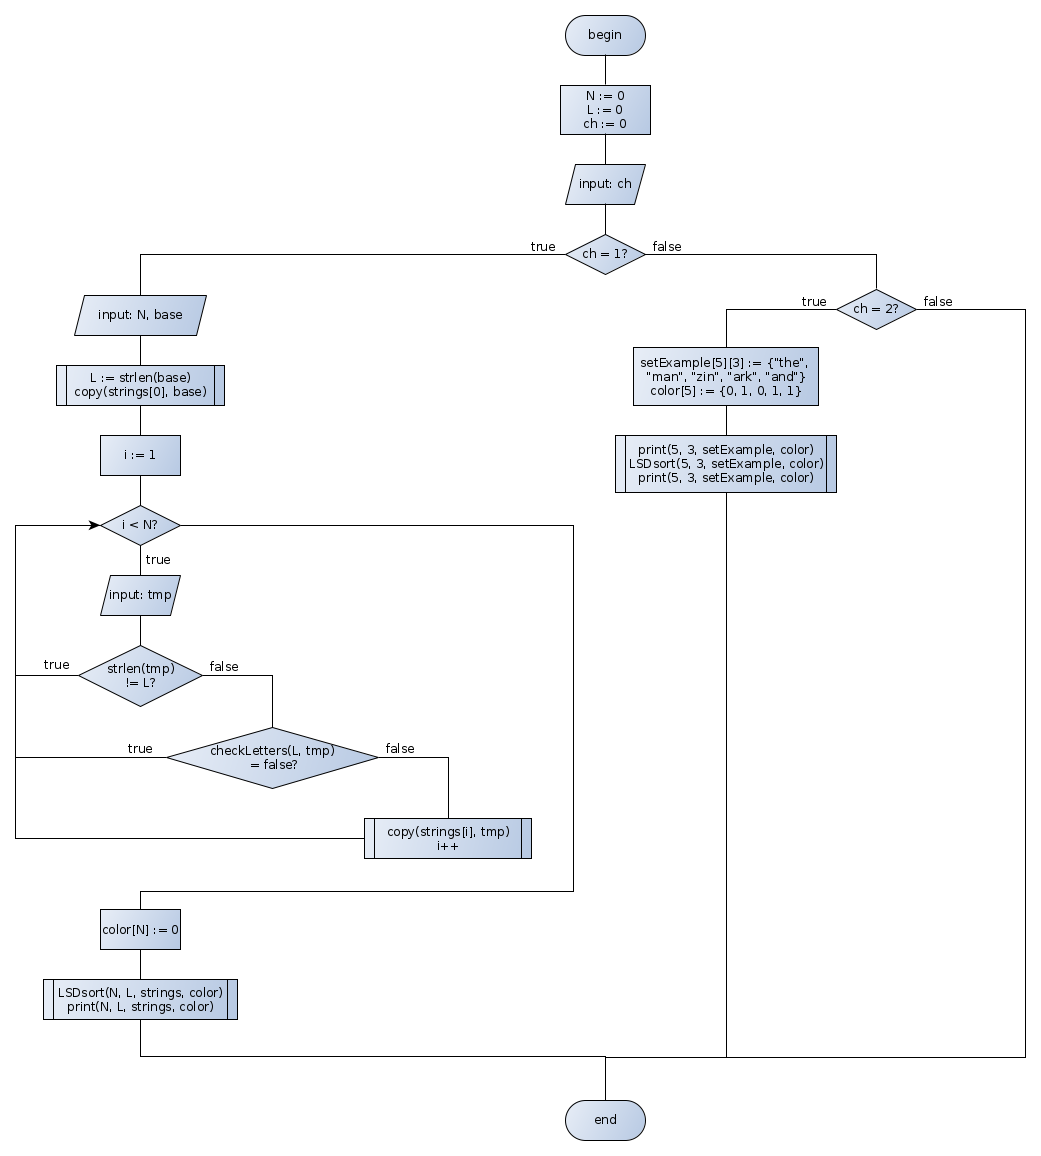 begin
N := 0
L := 0
ch := 0
input: ch
ch = 1?
true
false
input: N, base
L := strlen(base)
copy(strings[0], base)
i := 1
i < N?
true
input: tmp
strlen(tmp)
!= L?
true
false
checkLetters(L, tmp)
= false?
true
false
copy(strings[i], tmp)
i++
color[N] := 0
LSDsort(N, L, strings, color)
print(N, L, strings, color)
ch = 2?
true
false
setExample[5][3] := {"the",
"man", "zin", "ark", "and"}
color[5] := {0, 1, 0, 1, 1}
print(5, 3, setExample, color)
LSDsort(5, 3, setExample, color)
print(5, 3, setExample, color)
end